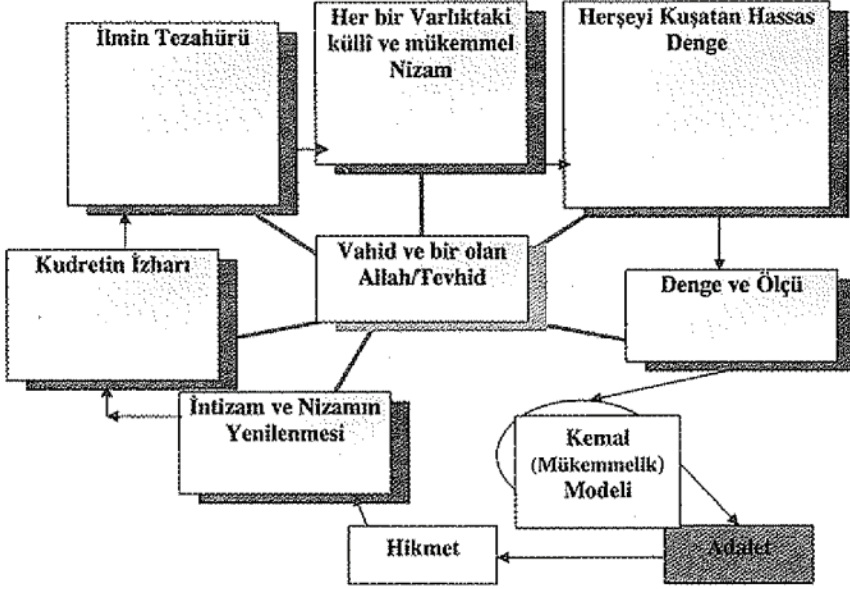 İlmin Tezahürü
Her bir Varlıktaki
küllî ve mükemmel
Nizam
Herşeyi Kuşatan Hassas
Denge
Kudretin İzharı
Vahid ve bir olan
Allah/Tevhid
Denge ve Ölçü
İntizam ve Nizamın
Yenilenmesi
Kemal
(Mükemmelik)
Modeli
Hikmet
Adalet